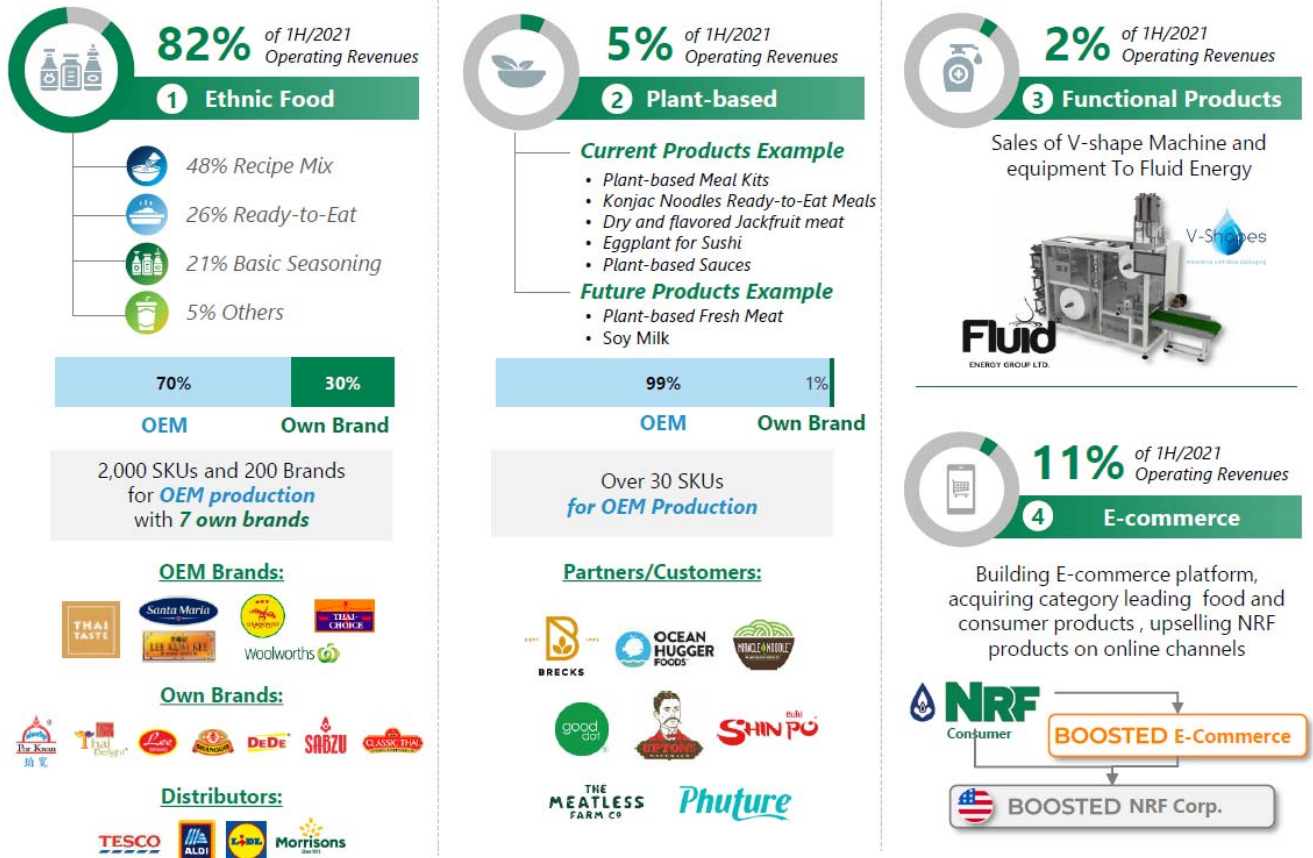 82% of 1H/2021
Operating Revenues
1 Ethnic Food
48% Recipe Mix
26% Ready-to-Eat
21% Basic Seasoning
5% Others
70% 30%
OEM Own Brand
2,000 SKUs and 200 Brands
for OEM production
with 7 own brands
OEM Brands:
THAI
TASTE
Santa Maria
LEE KUM KEE
THAI-
CHOICE
Woolworths
Own Brands:
Por Kwan
珀寬
Thai
Delight
Lee
SHANGGIE
DEDE
SABZU
CLASSIC THAI
Distributors:
TESCO
ALDI
LIDL
Morrisons
Since 1899
5% of 1H/2021
Operating Revenues
2 Plant-based
Current Products Example
• Plant-based Meal Kits
• Konjac Noodles Ready-to-Eat Meals
• Dry and flavored Jackfruit meat
• Eggplant for Sushi
• Plant-based Sauces
Future Products Example
• Plant-based Fresh Meat
• Soy Milk
99% 1%
OEM Own Brand
Over 30 SKUs
for OEM Production
Partners/Customers:
BRECKS
OCEAN
HUGGER
FOODS
MIRACLE NOODLE
good
dot
UPTON'S
SHIN PO
THE
MEATLESS
FARM CO
Phuture
2% of 1H/2021
Operating Revenues
3 Functional Products
Sales of V-shape Machine and
equipment To Fluid Energy
V-Shapes
Fluid
ENERGY GROUP LTD.
11% of 1H/2021
Operating Revenues
4 E-commerce
Building E-commerce platform,
acquiring category leading food and
consumer products , upselling NRF
products on online channels
NRF
Consumer
BOOSTED E-Commerce
BOOSTED NRF Corp.